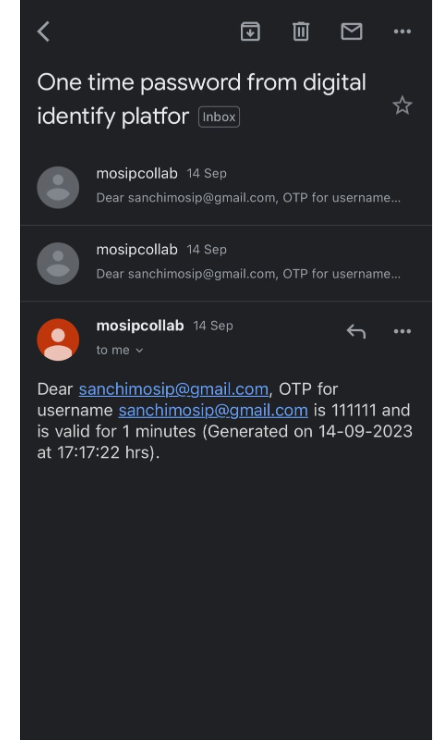 One time password from digital
identify platfor Inbox
mosipcollab 14 Sep
Dear sanchimosip@gmail.com, OTP for username...
mosipcollab 14 Sep
Dear sanchimosip@gmail.com, OTP for username...
mosipcollab 14 Sep
to me
Dear sanchimosip@gmail.com, OTP for
username sanchimosip@gmail.com is 111111 and
is valid for 1 minutes (Generated on 14-09-2023
at 17:17:22 hrs).